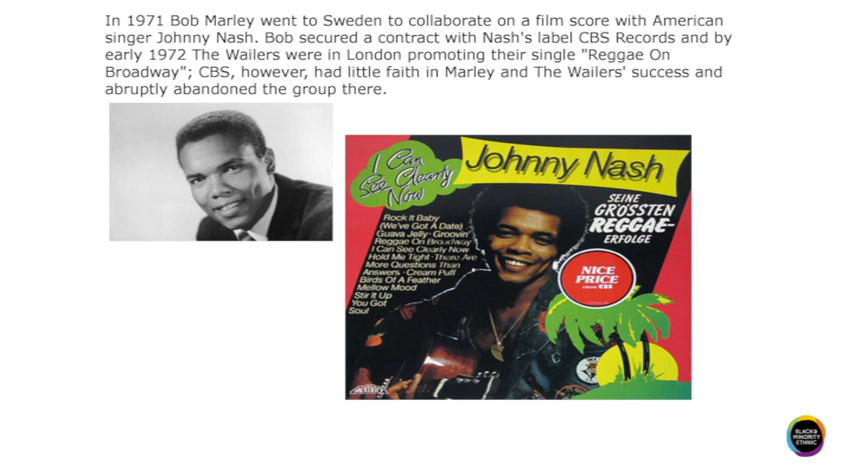 In 1971 Bob Marley went to Sweden to collaborate on a film score with American
singer Johnny Nash. Bob secured a contract with Nash's label CBS Records and by
early 1972 The Wailers were in London promoting their single "Reggae On
Broadway"; CBS, however, had little faith in Marley and The Wailers' success and
abruptly abandoned the group there.
I Can
See Clearly
Now
Johnny Nash
SEINE
GRÖSSTEN
REGGAE-
ERFOLGE
Rock It Baby
(We've Got A Date)
Guava Jelly · Groovin'
Reggae On Broadway
I Can See Clearly Now
Hold Me Tight · There Are
More Questions Than
Answers · Cream Puff
Birds Of A Feather
Mellow Mood
Stir It Up
You Got
Soul
NICE
PRICE
FROM CBS
BLACK&
MINORITY
ETHNIC